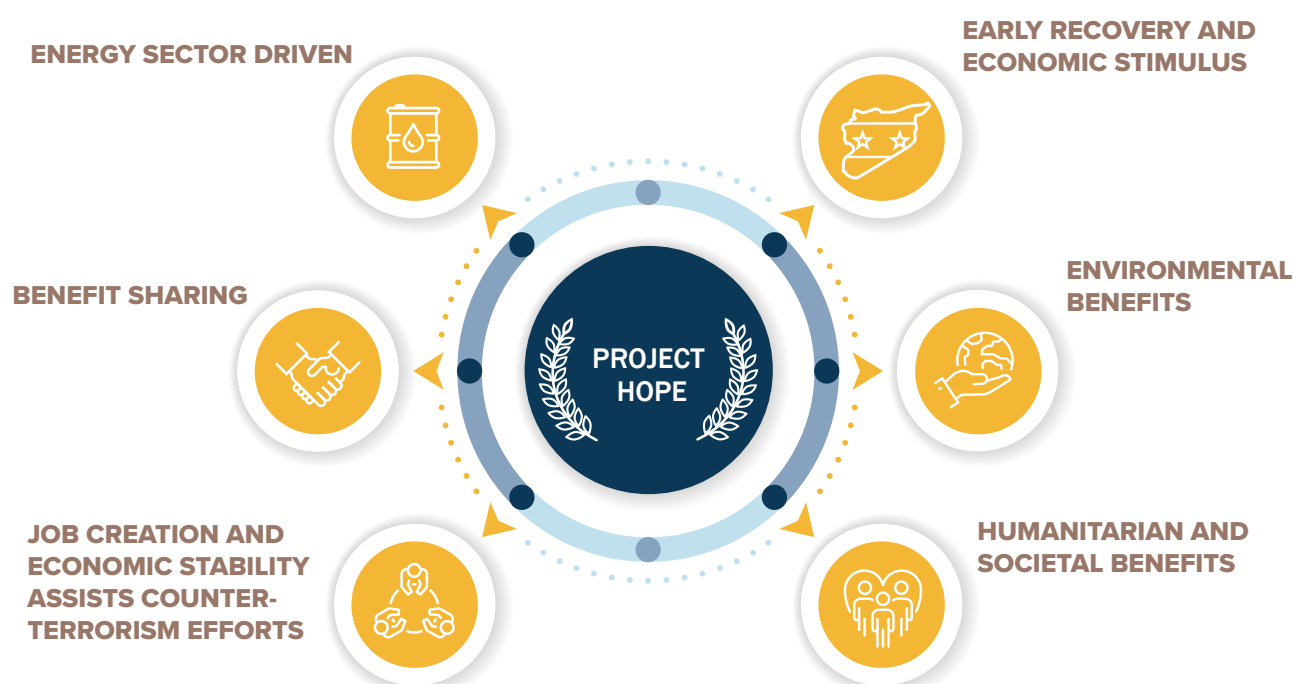 ENERGY SECTOR DRIVEN
EARLY RECOVERY AND
ECONOMIC STIMULUS
BENEFIT SHARING
PROJECT
HOPE
ENVIRONMENTAL
BENEFITS
JOB CREATION AND
ECONOMIC STABILITY
ASSISTS COUNTER-
TERRORISM EFFORTS
HUMANITARIAN AND
SOCIETAL BENEFITS